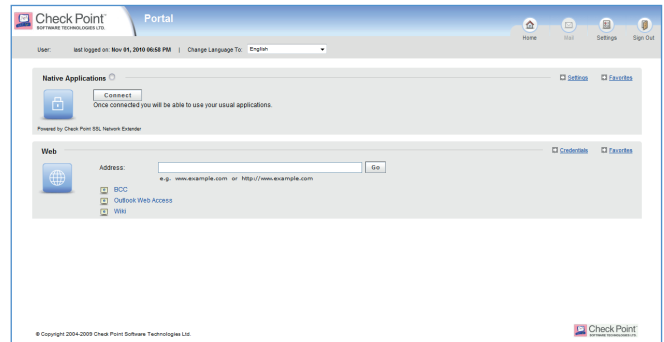 Check Point™
SOFTWARE TECHNOLOGIES LTD.
Portal
Home
Mail
Settings
Sign Out
User: last logged on: Nov 01, 2010 06:58 PM | Change Language To: English
Native Applications
Settings
Favorites
Connect
Once connected you will be able to use your usual applications.
Powered by Check Point SSL Network Extender
Web
Credentials
Favorites
Address:
Go
e.g. www.example.com or http://www.example.com
BCC
Outlook Web Access
Wiki
© Copyright 2004-2009 Check Point Software Technologies Ltd.
Check Point™
SOFTWARE TECHNOLOGIES LTD.